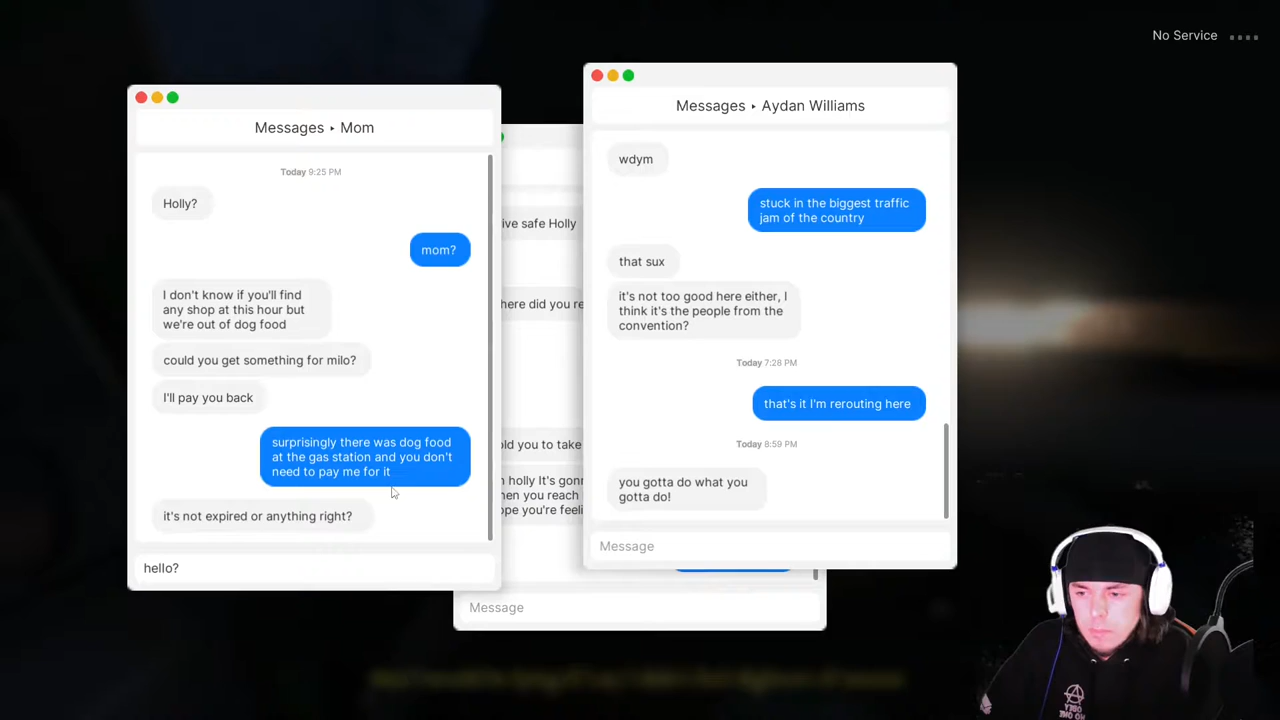 No Service
Messages ▸ Mom
Today 9:25 PM
Holly?
mom?
I don't know if you'll find
any shop at this hour but
we're out of dog food
could you get something for milo?
I'll pay you back
surprisingly there was dog food
at the gas station and you don't
need to pay me for it
it's not expired or anything right?
hello?
ive safe Holly
here did you re
old you to take
holly It's gonn
hen you reach
ope you're feeli
Message
Messages ▸ Aydan Williams
wdym
stuck in the biggest traffic
jam of the country
that sux
it's not too good here either, I
think it's the people from the
convention?
Today 7:28 PM
that's it I'm rerouting here
Today 8:59 PM
you gotta do what you
gotta do!
Message